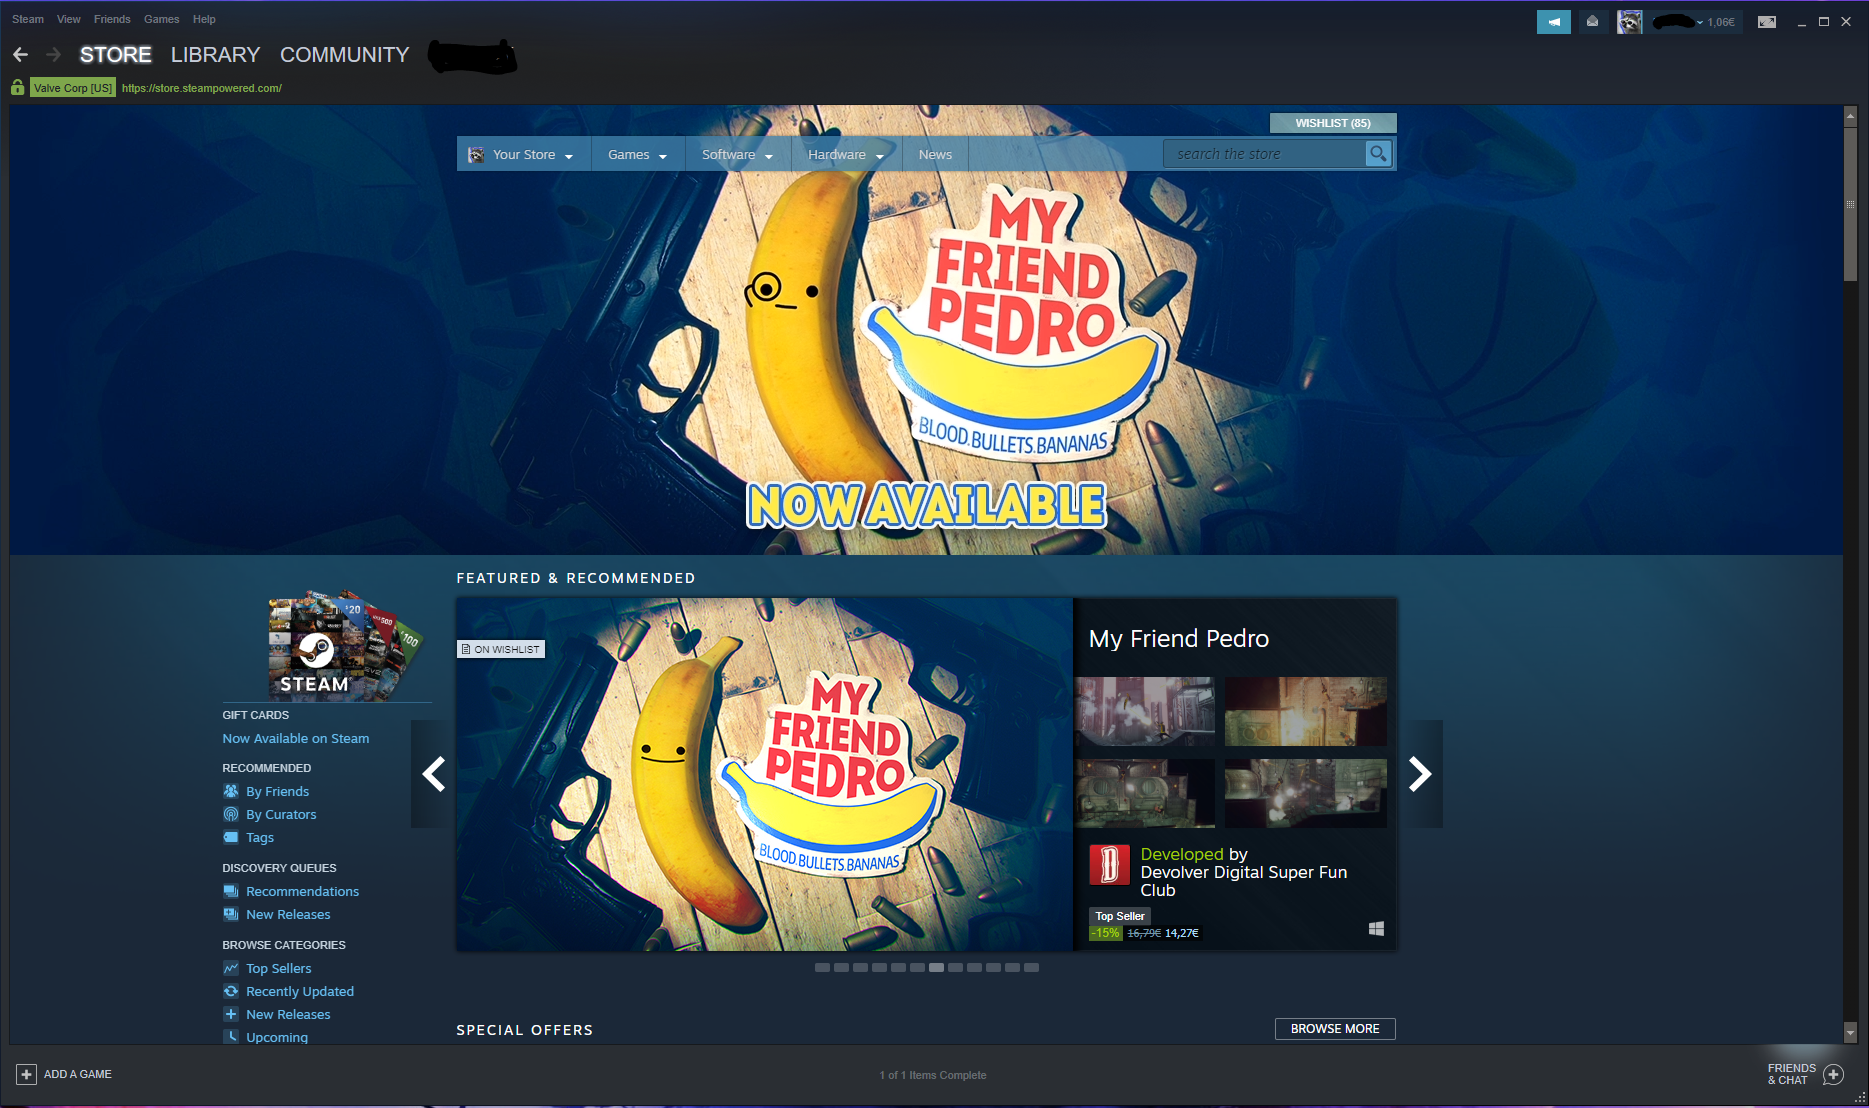 Steam View Friends Games Help
1,06€
STORE LIBRARY COMMUNITY
Valve Corp [US] https://store.steampowered.com/
WISHLIST (85)
Your Store Games Software Hardware News search the store
MY
FRIEND
PEDRO
BLOOD.BULLETS.BANANAS
NOW AVAILABLE
FEATURED & RECOMMENDED
ON WISHLIST
MY
FRIEND
PEDRO
BLOOD.BULLETS.BANANAS
My Friend Pedro
Developed by
Devolver Digital Super Fun
Club
Top Seller
-15% 16,79€ 14,27€
20
500
100
STEAM
GIFT CARDS
Now Available on Steam
RECOMMENDED
By Friends
By Curators
Tags
DISCOVERY QUEUES
Recommendations
New Releases
BROWSE CATEGORIES
Top Sellers
Recently Updated
New Releases
Upcoming
SPECIAL OFFERS
BROWSE MORE
ADD A GAME
1 of 1 Items Complete
FRIENDS
& CHAT